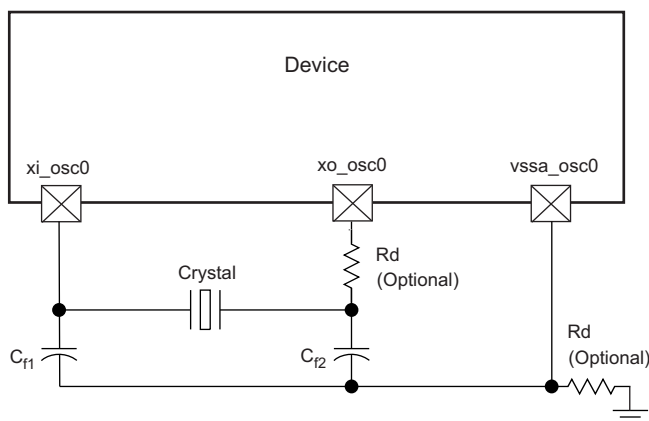 Device
xi_osc0
xo_osc0
vssa_osc0
Crystal
Rd
(Optional)
Cf1
Cf2
Rd
(Optional)